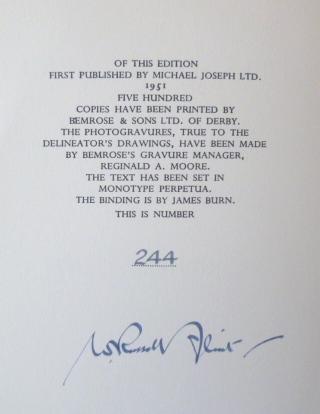 OF THIS EDITION
FIRST PUBLISHED BY MICHAEL JOSEPH LTD.
1951
FIVE HUNDRED
COPIES HAVE BEEN PRINTED BY
BEMROSE & SONS LTD. OF DERBY.
THE PHOTOGRAVURES, TRUE TO THE
DELINEATOR'S DRAWINGS, HAVE BEEN MADE
BY BEMROSE'S GRAVURE MANAGER,
REGINALD A. MOORE.
THE TEXT HAS BEEN SET IN
MONOTYPE PERPETUA.
THE BINDING IS BY JAMES BURN.
THIS IS NUMBER
244
W. Russell Flint